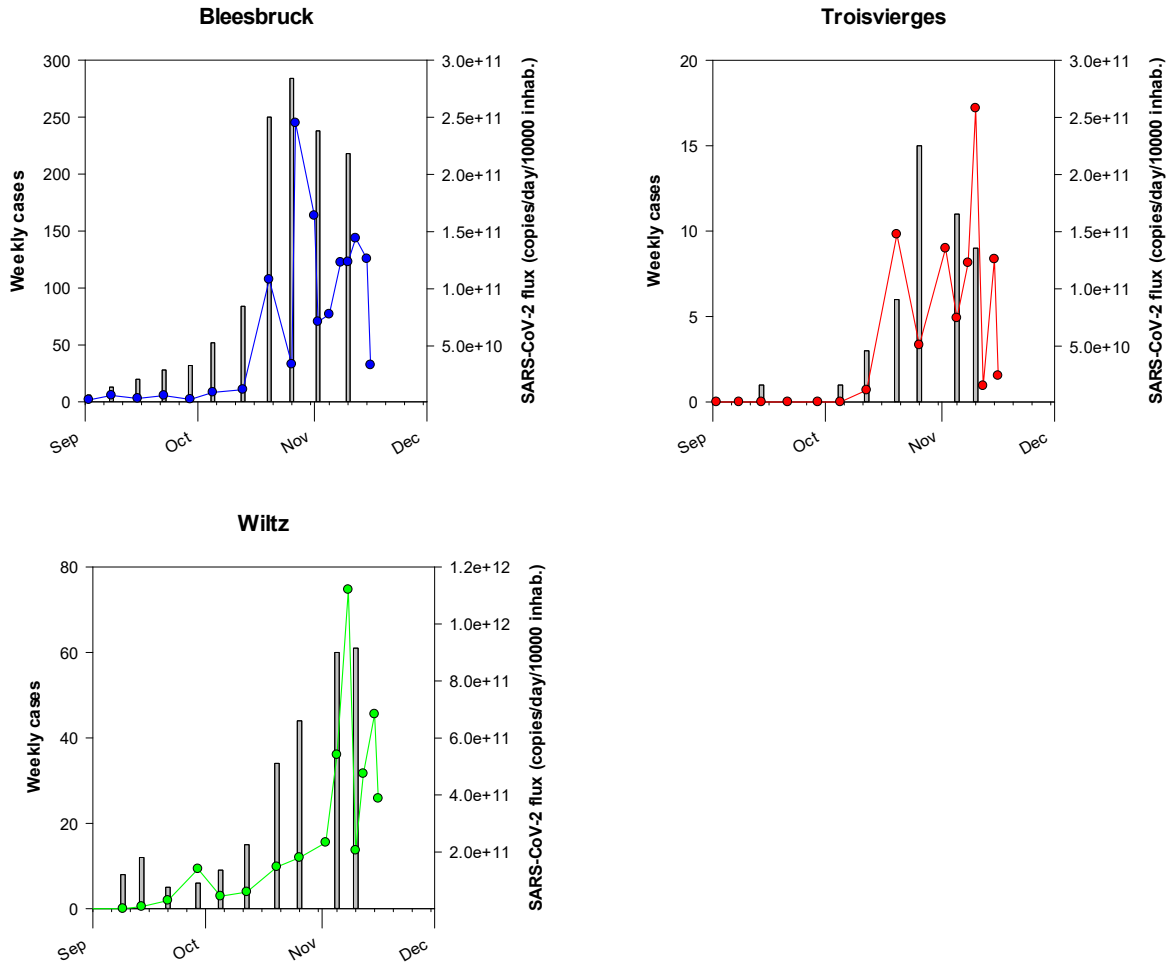 Bleesbruck
300
250
200
150
100
50
0
Weekly cases
3.0e+11
2.5e+11
2.0e+11
1.5e+11
1.0e+11
5.0e+10
SARS-CoV-2 flux (copies/day/10000 inhab.)
Sep
Oct
Nov
Dec
Troisvierges
20
15
10
5
0
Weekly cases
3.0e+11
2.5e+11
2.0e+11
1.5e+11
1.0e+11
5.0e+10
SARS-CoV-2 flux (copies/day/10000 inhab.)
Sep
Oct
Nov
Dec
Wiltz
80
60
40
20
0
Weekly cases
1.2e+12
1.0e+12
8.0e+11
6.0e+11
4.0e+11
2.0e+11
SARS-CoV-2 flux (copies/day/10000 inhab.)
Sep
Oct
Nov
Dec